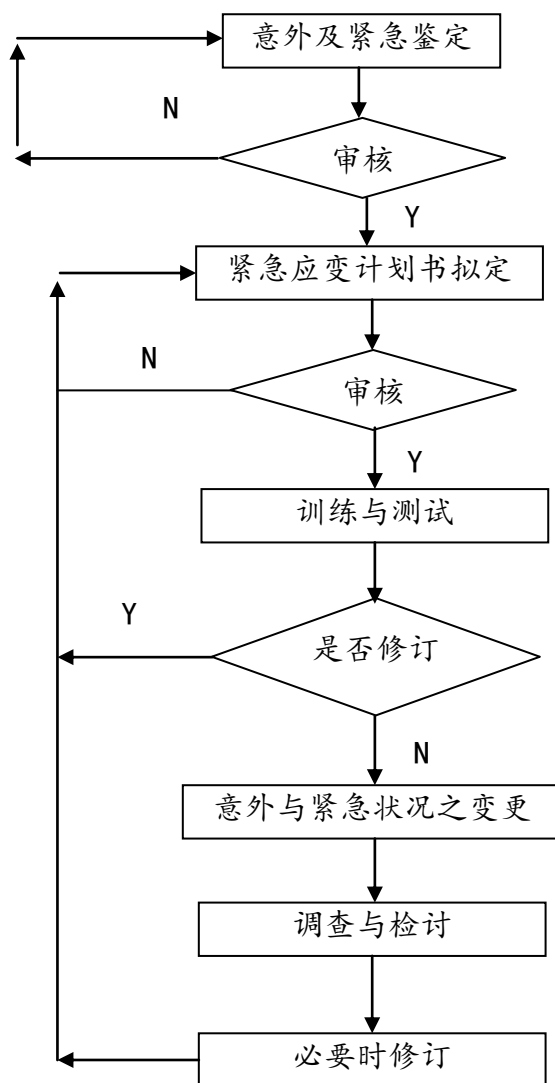 意外及紧急鉴定
N
审核
Y
紧急应变计划书拟定
N
审核
Y
训练与测试
Y
是否修订
N
意外与紧急状况之变更
调查与检讨
必要时修订